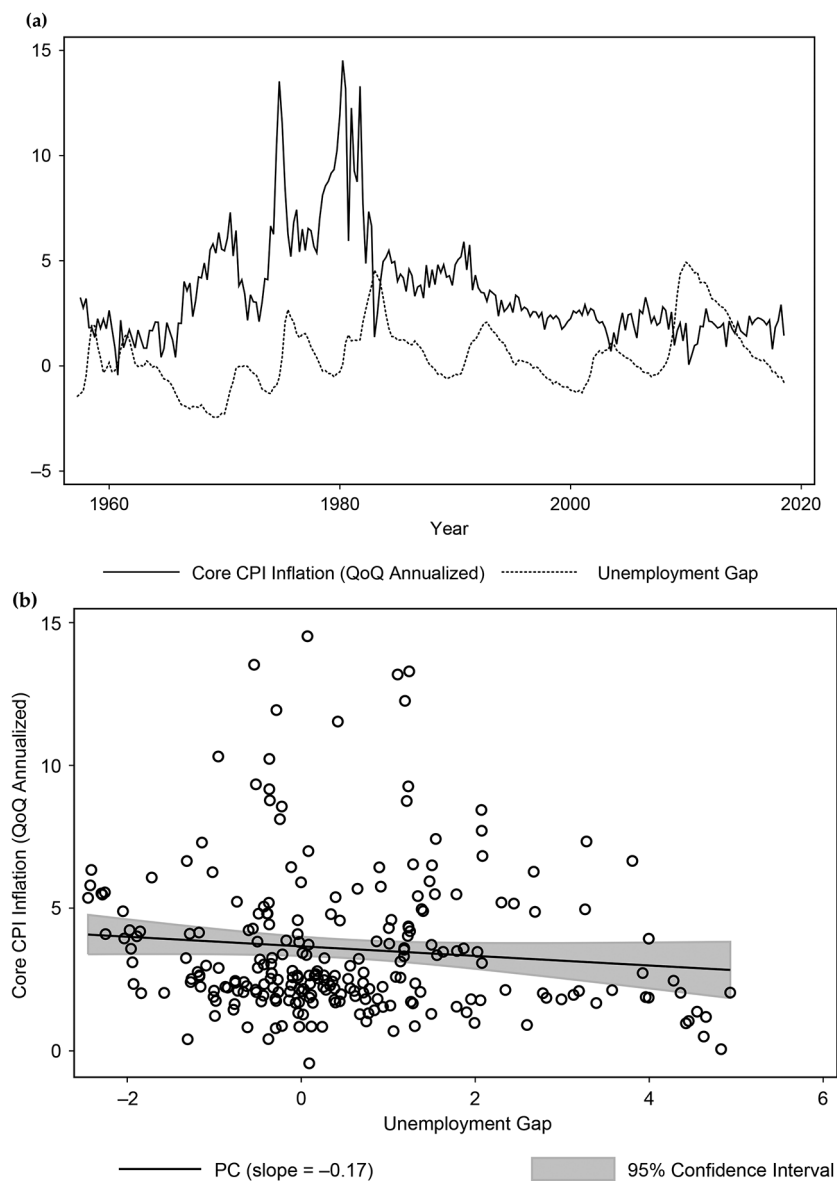 (a)
15
10
5
0
–5
1960
1980
2000
2020
Year
Core CPI Inflation (QoQ Annualized)
Unemployment Gap
(b)
15
10
5
0
Core CPI Inflation (QoQ Annualized)
–2
0
2
4
6
Unemployment Gap
PC (slope = –0.17)
95% Confidence Interval